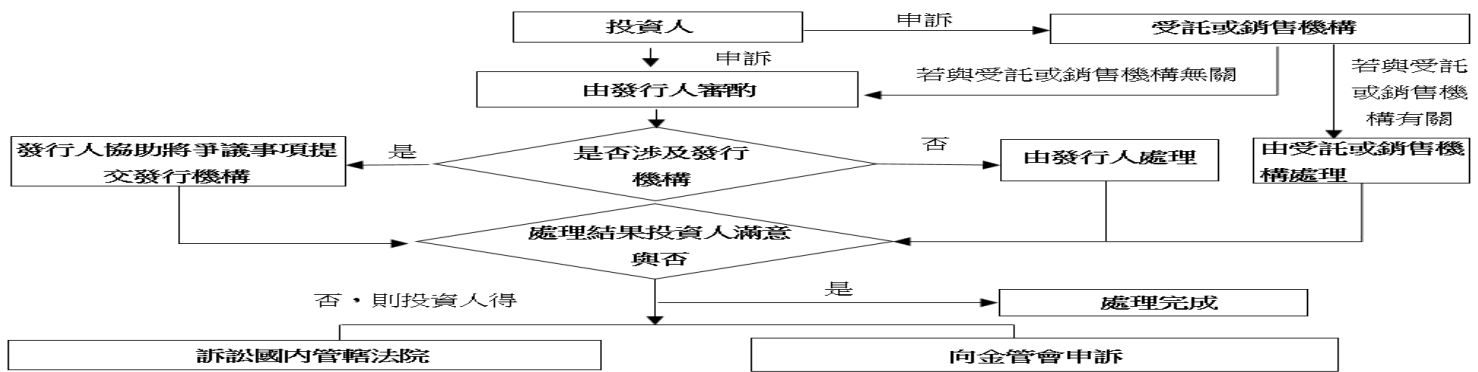 投資人
申訴
受託或銷售機構
申訴
若與受託或銷售機構無關
若與受託
或銷售機
構有關
由發行人審酌
發行人協助將爭議事項提
交發行機構
是
是否涉及發行
機構
否
由發行人處理
由受託或銷售機
構處理
處理結果投資人滿意
與否
否，則投資人得
是
處理完成
訴訟國內管轄法院
向金管會申訴